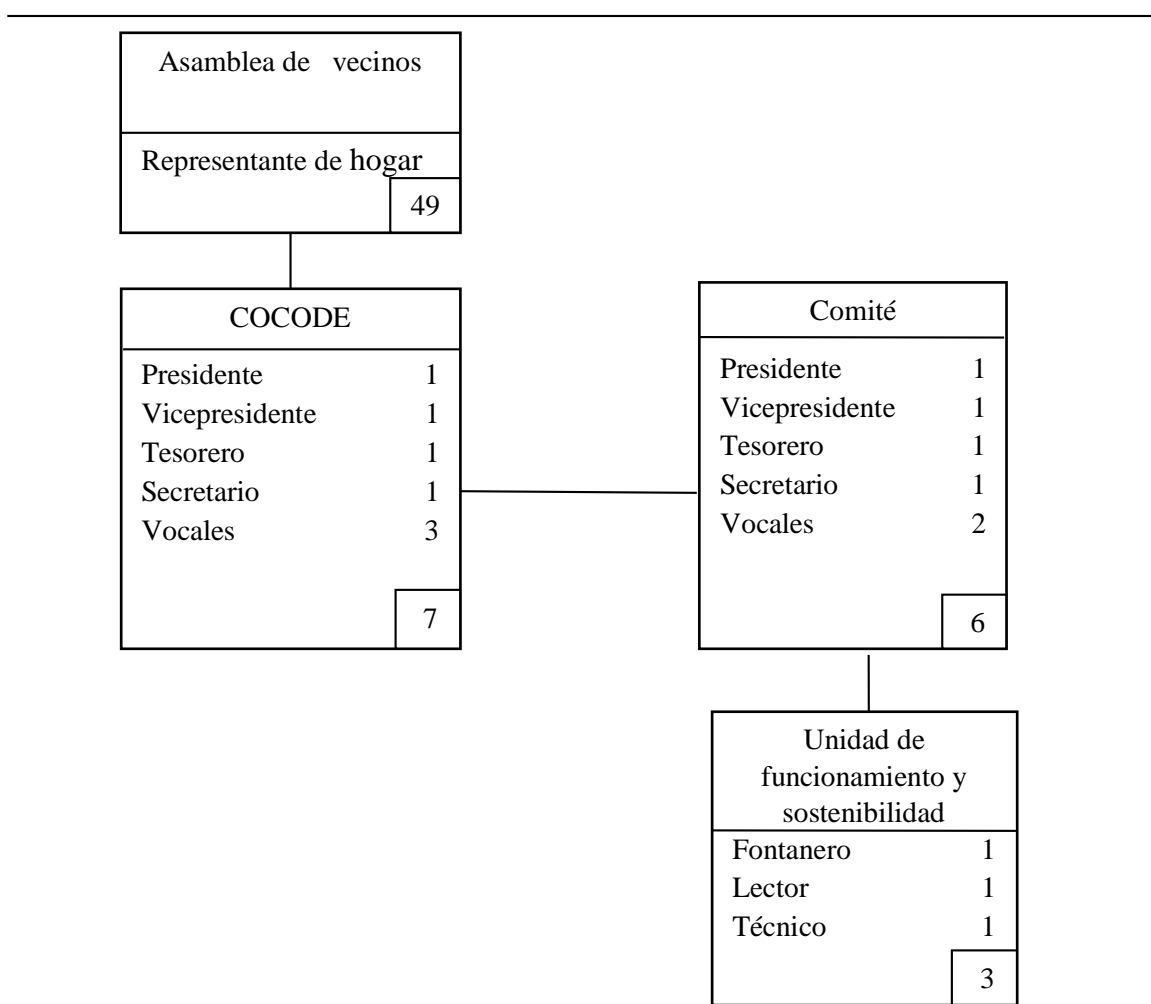 Asamblea de vecinos
Representante de hogar
49
COCODE
Presidente 1
Vicepresidente 1
Tesorero 1
Secretario 1
Vocales 3
7
Comité
Presidente 1
Vicepresidente 1
Tesorero 1
Secretario 1
Vocales 2
6
Unidad de
funcionamiento y
sostenibilidad
Fontanero 1
Lector 1
Técnico 1
3